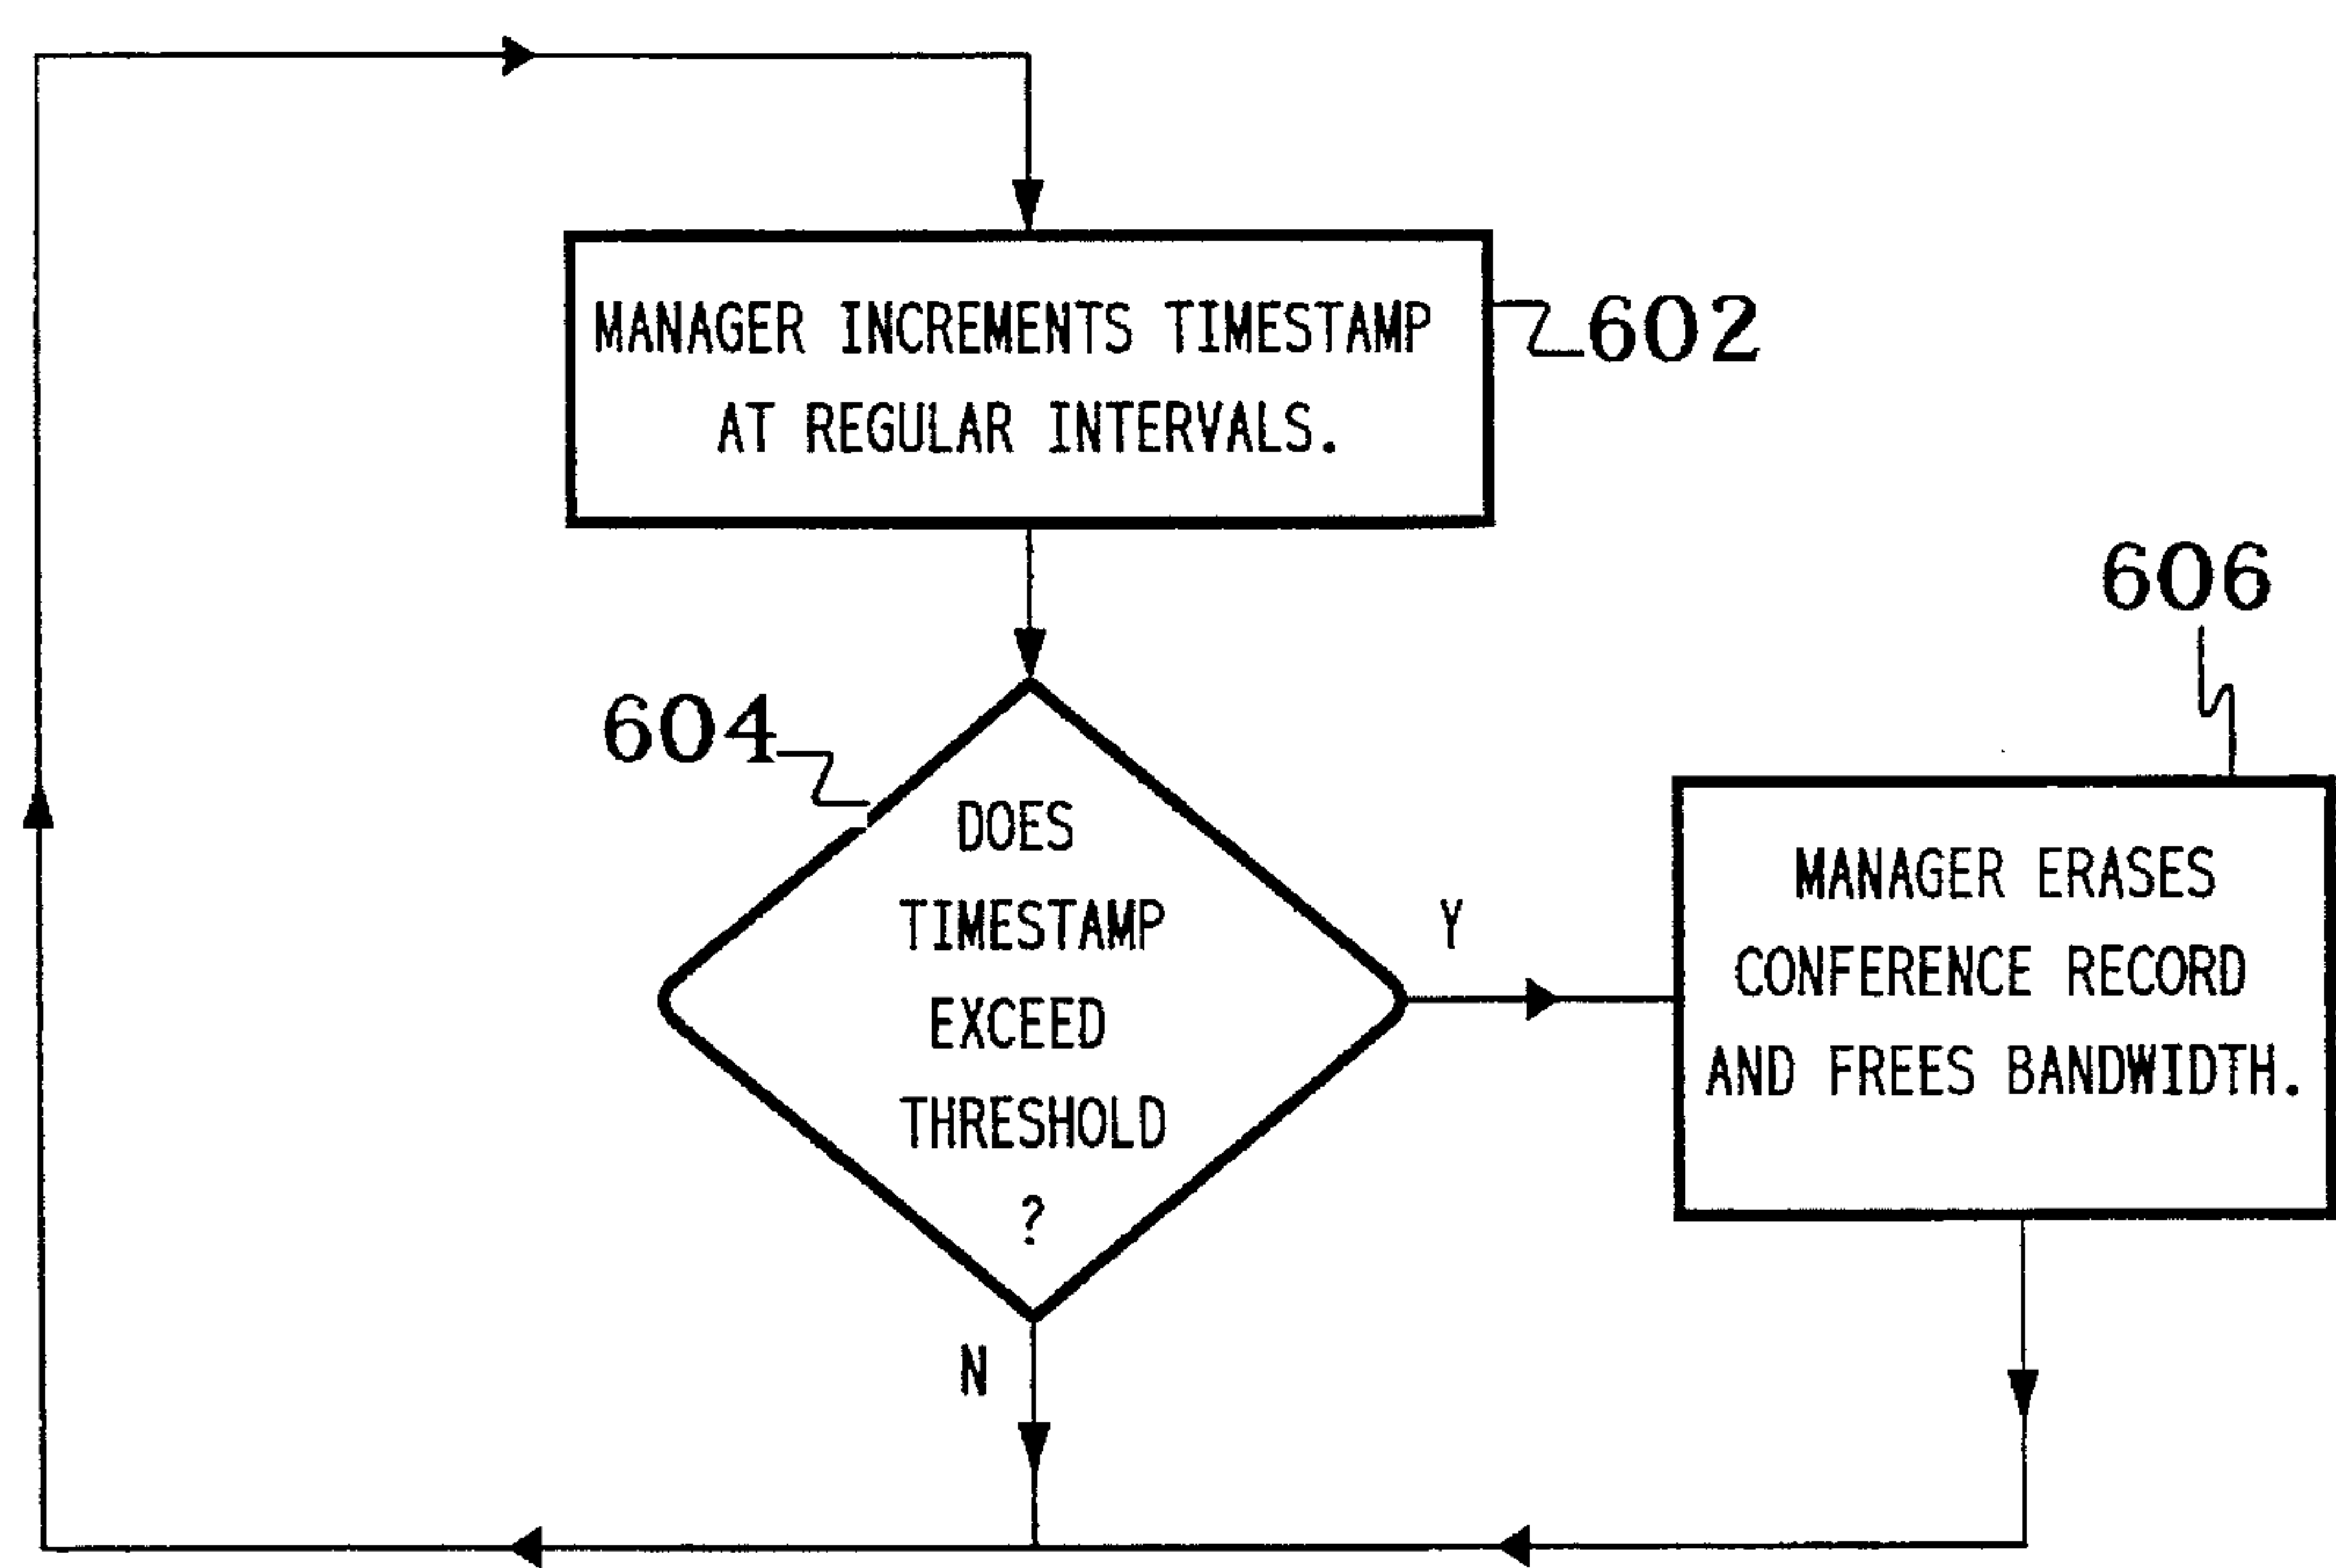 MANAGER INCREMENTS TIMESTAMP
AT REGULAR INTERVALS.
602
604
DOES
TIMESTAMP
EXCEED
THRESHOLD
?
Y
N
606
MANAGER ERASES
CONFERENCE RECORD
AND FREES BANDWIDTH.